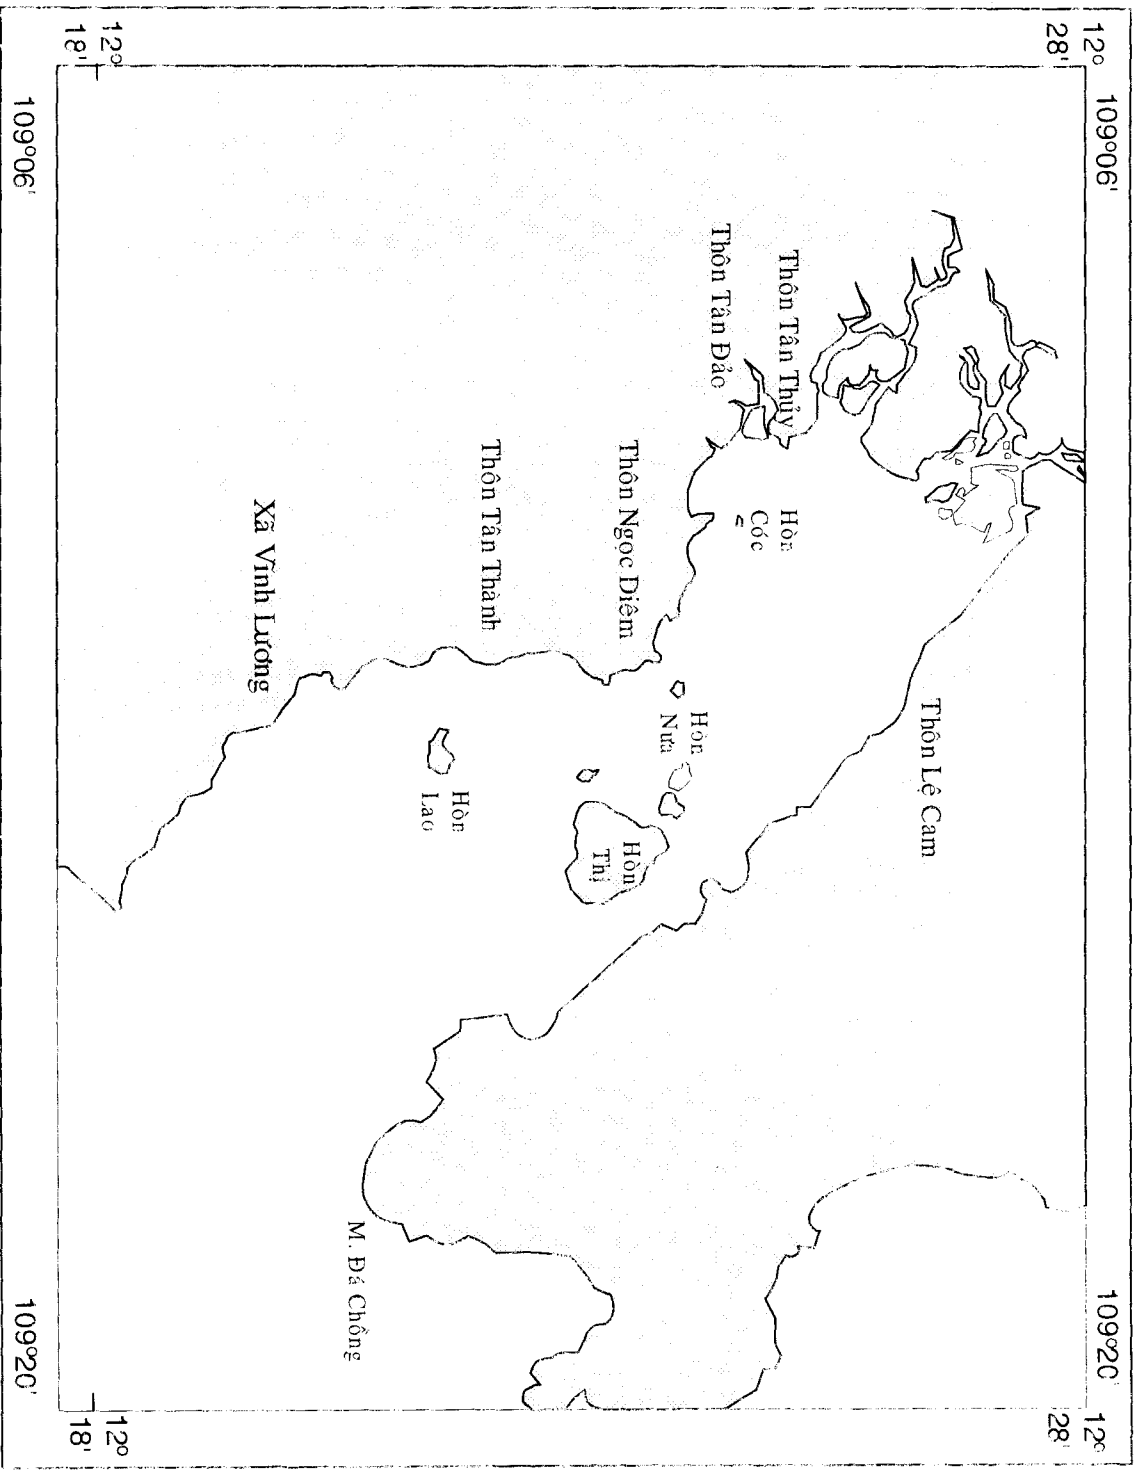 109°06'
109°20'
12°
28'
12°
28'
Thôn Lệ Cam
Thôn Tân Thủy
Hòn
Cóc
Thôn Tân Đảo
Hòn
Nưa
Thôn Ngọc Diêm
Hòn
Thị
Thôn Tân Thành
Hòn
Lao
M. Đá Chồng
Xã Vĩnh Lương
12°
18'
12°
18'
109°06'
109°20'